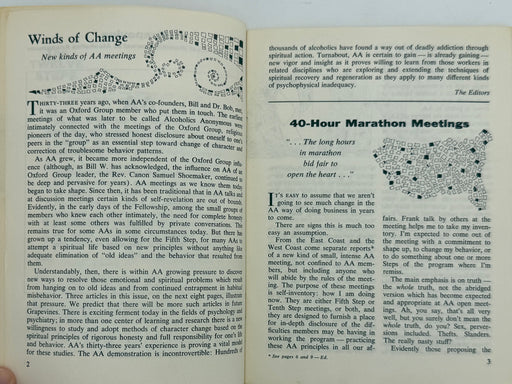 Winds of Change
New kinds of AA meetings
THIRTY-THREE years ago, when AA's co-founders, Bill and Dr. Bob, met,
it was an Oxford Group member who put them in touch. The earliest
meetings of what was later to be called Alcoholics Anonymous were
intimately connected with the meetings of the Oxford Group, religious
pioneers of the day, who stressed honest disclosure about oneself to one's
peers in the "group" as an essential step toward change of character and
correction of troublesome behavior patterns.
As AA grew, it became more independent of the Oxford Group influ-
ence (although, as Bill W. has acknowledged, the influence on AA of an
Oxford Group leader, the Rev. Canon Samuel Shoemaker, continued to
be deep and pervasive for years). AA meetings as we know them today
began to take shape. Since then, it has been traditional that in AA talks and
at discussion meetings certain kinds of self-revelation are out of bounds.
Evidently, in the early days of the Fellowship, among the small groups of
members who knew each other intimately, the need for complete honesty
with at least some others was fulfilled by private conversations. This
remains true for some AAs in some circumstances today. But there has
grown up a tendency, even allowing for the Fifth Step, for many AAs to
attempt a spiritual life based on new principles without anything like
adequate elimination of "old ideas" and the behavior that resulted from
them.
Understandably, then, there is within AA growing pressure to discover
new ways to resolve those emotional and spiritual problems which result
from hanging on to old ideas and from continued entrapment in habitual
misbehavior. Three articles in this issue, on the next eight pages, illustrate
that pressure. We predict that there will be more such articles in future
Grapevines. There is exciting ferment today in the fields of psychology and
psychiatry; in more than one center of learning and research there is a new
willingness to study and adopt methods of character change based on the
spiritual principles of rigorous honesty and full responsibility for one's life
and behavior. AA's thirty-three years' experience is proving a vital model
for these studies. The AA demonstration is incontrovertible: Hundreds of
2
thousands of alcoholics have found a way out of deadly addiction through
spiritual action. Turnabout, AA is certain to gain — is already gaining —
new vigor and insight as it proves willing to learn from those workers in
related disciplines who are exploring and extending the techniques of
spiritual recovery and regeneration as they apply to many different kinds
of psychophysical inadequacy.
The Editors
40-Hour Marathon Meetings
". . . The long hours
in marathon
bid fair to
open the heart . . ."
IT'S EASY to assume that we aren't
going to see much change in the
AA way of doing business in years
to come.
There are signs this is much too
easy an assumption.
From the East Coast and the
West Coast come separate reports*
of a new kind of small, intense AA
meeting, not confined to AA mem-
bers, but including anyone who
will abide by the rules of the meet-
ing. The purpose of these meetings
is self-inventory: how I am doing
now. They are either Fifth Step or
Tenth Step meetings, or both, and
they are designed to furnish a place
for in-depth disclosure of the dif-
ficulties members may be having in
working the program — practicing
these AA principles in all our af-
* See pages 6 and 9 — Ed.
fairs. Frank talk by others at the
meeting helps me to take my inven-
tory. I'm expected to come out of
the meeting with a commitment to
shape up, to change my behavior, or
to do something about one or more
Steps of the program where I'm
remiss.
The main emphasis is on truth —
the whole truth, not the abridged
version which has become expected
and appropriate at AA open meet-
ings. Ah, you say, that's all very
well, but you surely don't mean the
whole truth, do you? Sex, perver-
sions included. Thefts. Slanders.
The really nasty stuff?
Evidently those proposing the
3